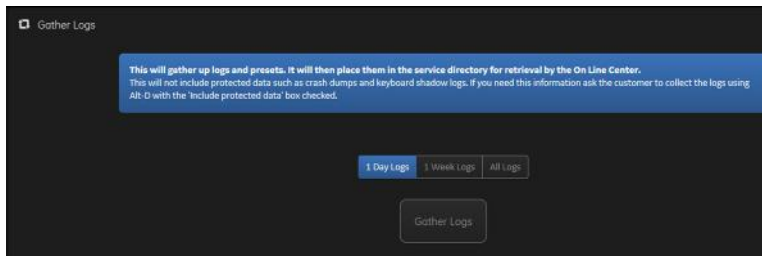 Gather Logs
This will gather up logs and presets. It will then place them in the service directory for retrieval by the On Line Center.
This will not include protected data such as crash dumps and keyboard shadow logs. If you need this information ask the customer to collect the logs using
Alt-D with the 'Include protected data' box checked.
1 Day Logs 1 Week Logs All Logs
Gather Logs